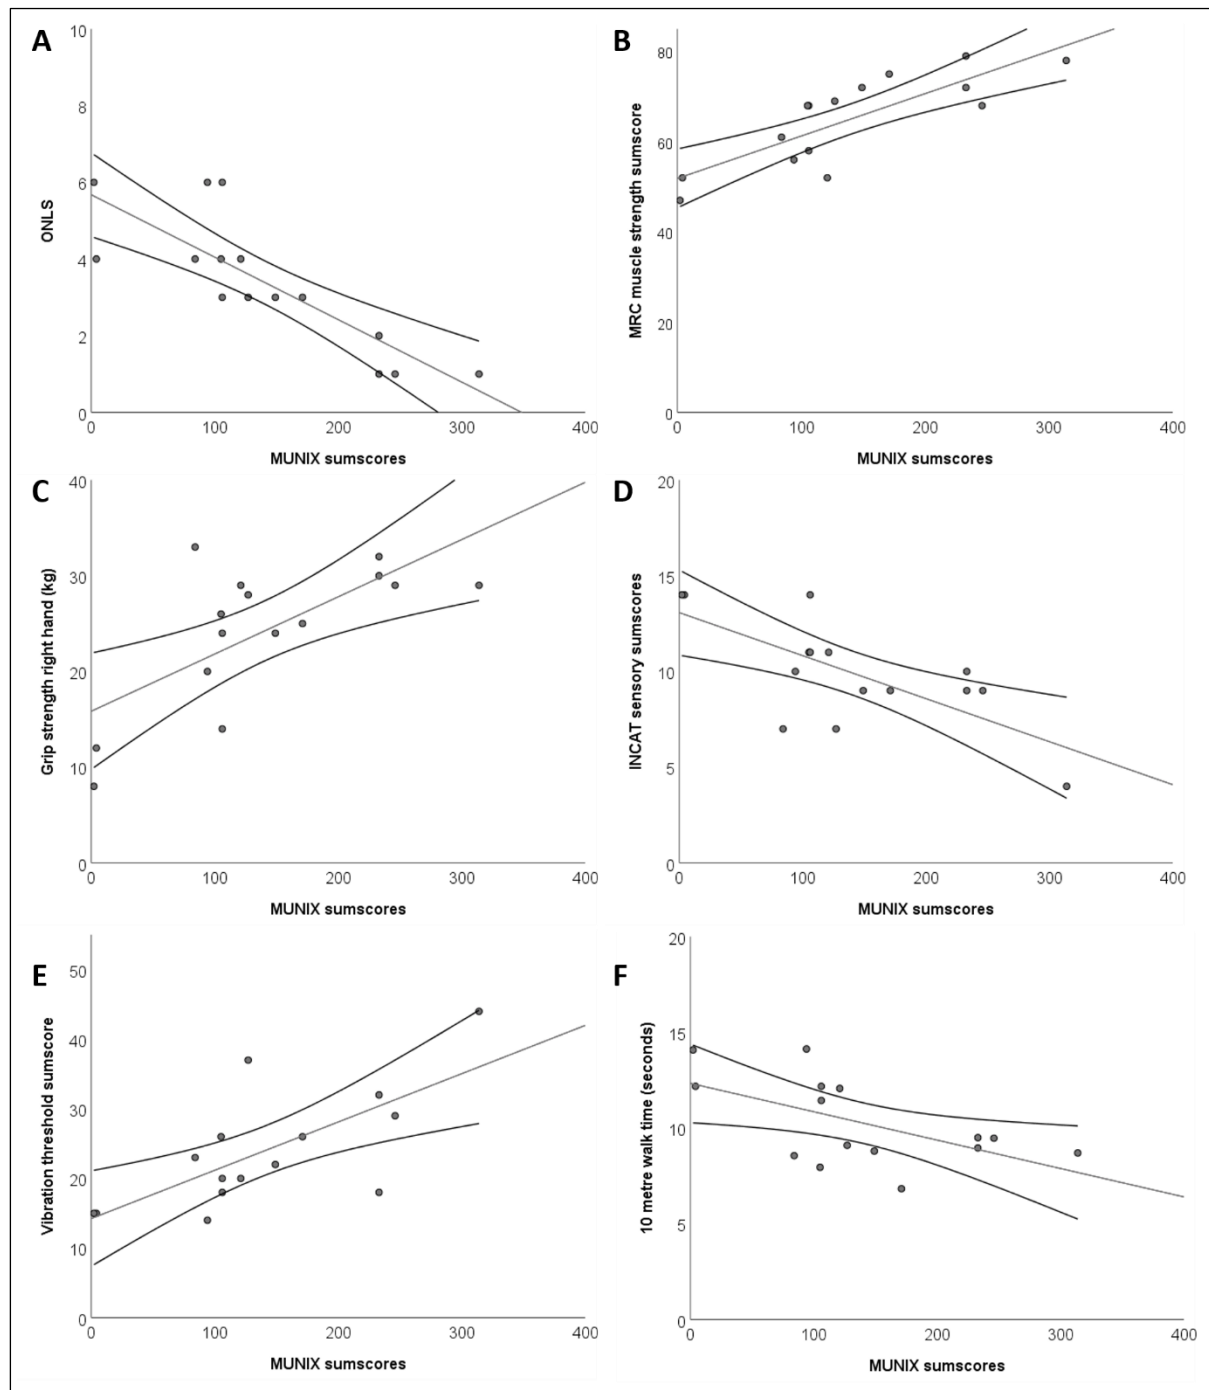 A
10
8
6
4
2
0
ONLS
0 100 200 300 400
MUNIX sumscores
B
80
60
40
20
0
MRC muscle strength sumscore
0 100 200 300 400
MUNIX sumscores
C
40
30
20
10
0
Grip strength right hand (kg)
0 100 200 300 400
MUNIX sumscores
D
20
15
10
5
0
INCAT sensory sumscores
0 100 200 300 400
MUNIX sumscores
E
50
40
30
20
10
0
Vibration threshold sumscore
0 100 200 300 400
MUNIX sumscores
F
20
15
10
5
0
10 metre walk time (seconds)
0 100 200 300 400
MUNIX sumscores